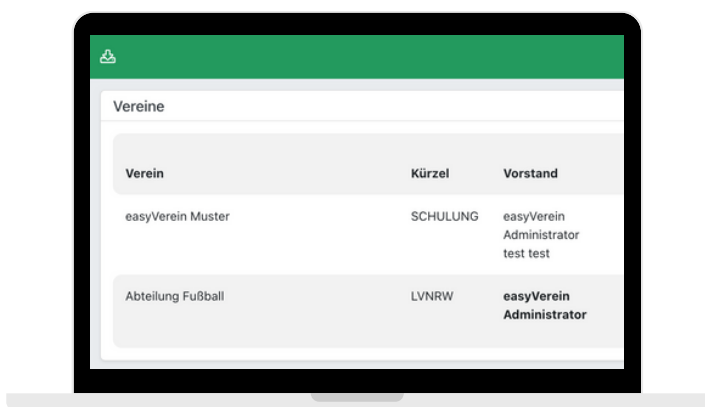 Vereine
Verein Kürzel Vorstand
easyVerein Muster SCHULUNG easyVerein
Administrator
test test
Abteilung Fußball LVNRW easyVerein
Administrator